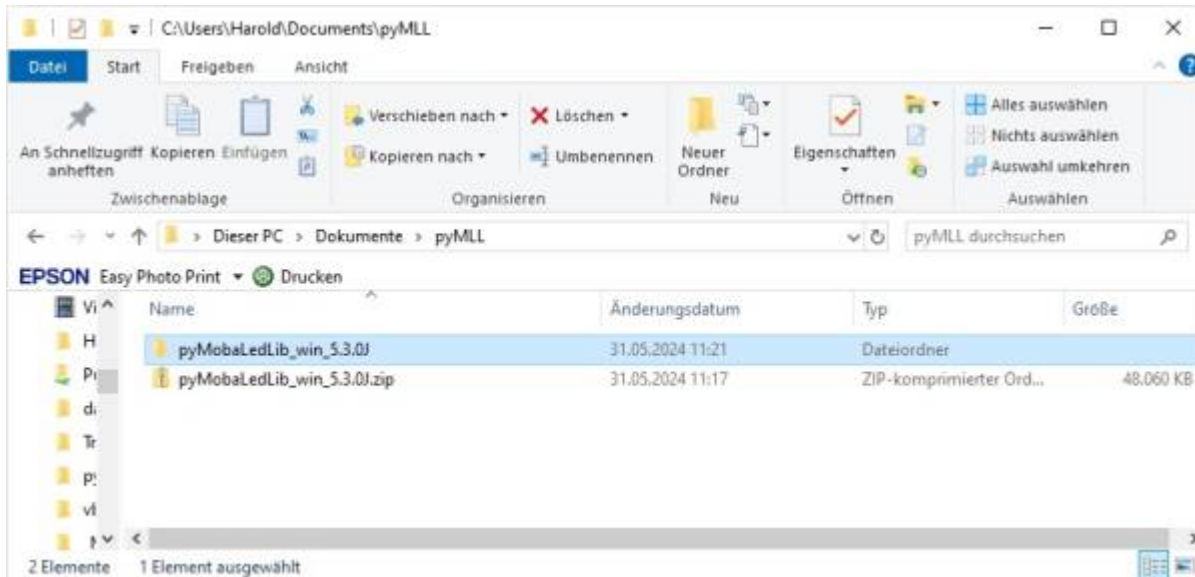 C:\Users\Harold\Documents\pyMLL
Datei Start Freigeben Ansicht
An Schnellzugriff anheften
Kopieren
Einfügen
Verschieben nach
Kopieren nach
Löschen
Umbenennen
Neuer Ordner
Eigenschaften
Alles auswählen
Nichts auswählen
Auswahl umkehren
Zwischenablage Organisieren Neu Öffnen Auswählen
Dieser PC > Dokumente > pyMLL
pyMLL durchsuchen
EPSON Easy Photo Print Drucken
Name Änderungsdatum Typ Größe
pyMobaLedLib_win_5.3.0J 31.05.2024 11:21 Dateiordner
pyMobaLedLib_win_5.3.0J.zip 31.05.2024 11:17 ZIP-komprimierter Ord... 48.060 KB
Vi
H
Tr
2 Elemente 1 Element ausgewählt